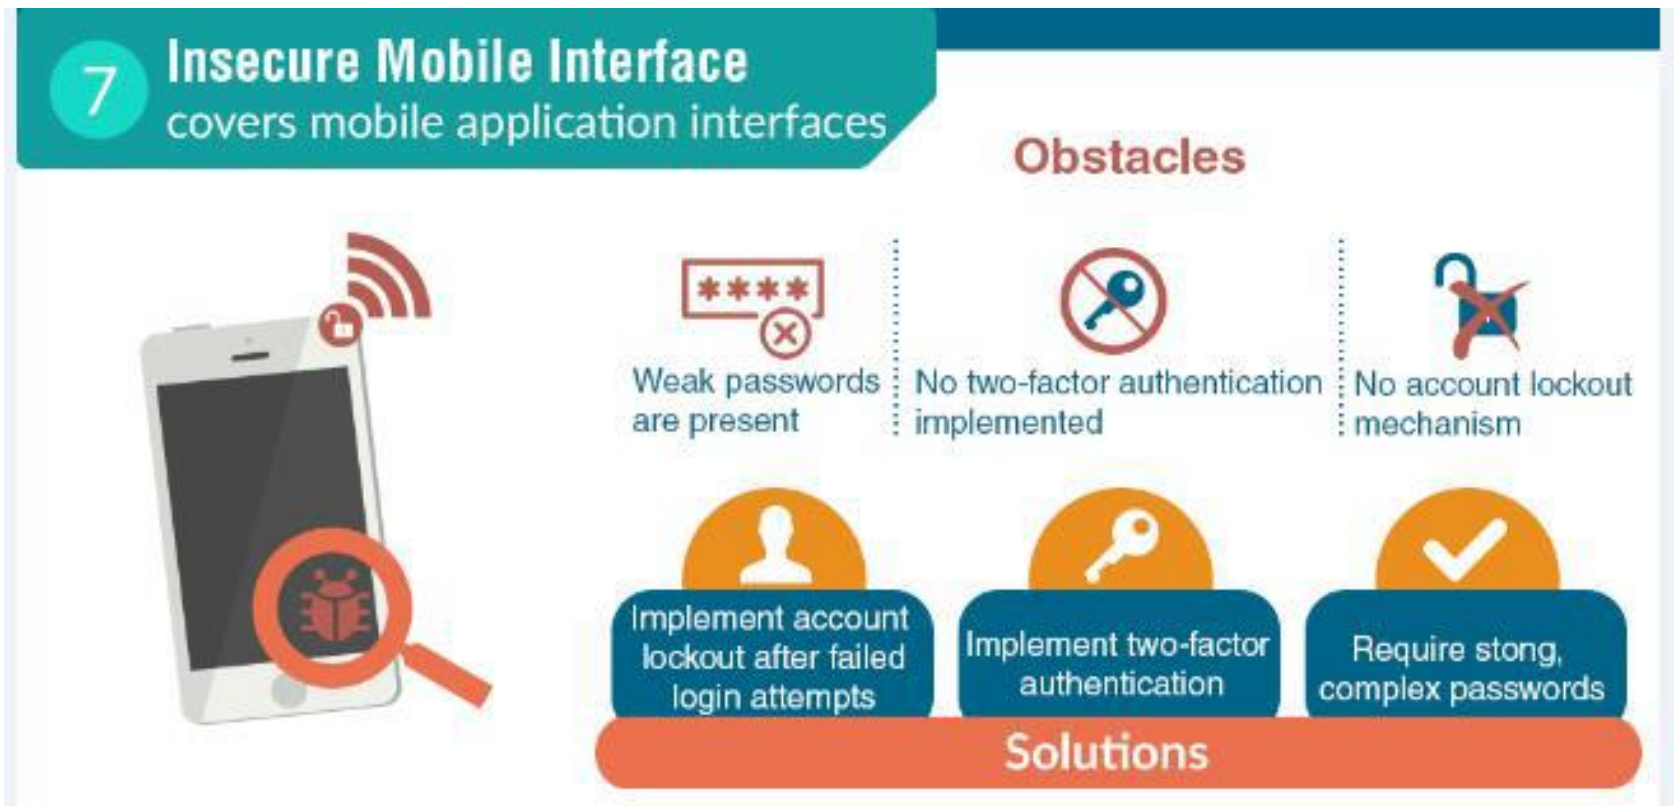 7
Insecure Mobile Interface
covers mobile application interfaces
Obstacles
****
Weak passwords
are present
No two-factor authentication
implemented
No account lockout
mechanism
Implement account
lockout after failed
login attempts
Implement two-factor
authentication
Require stong,
complex passwords
Solutions